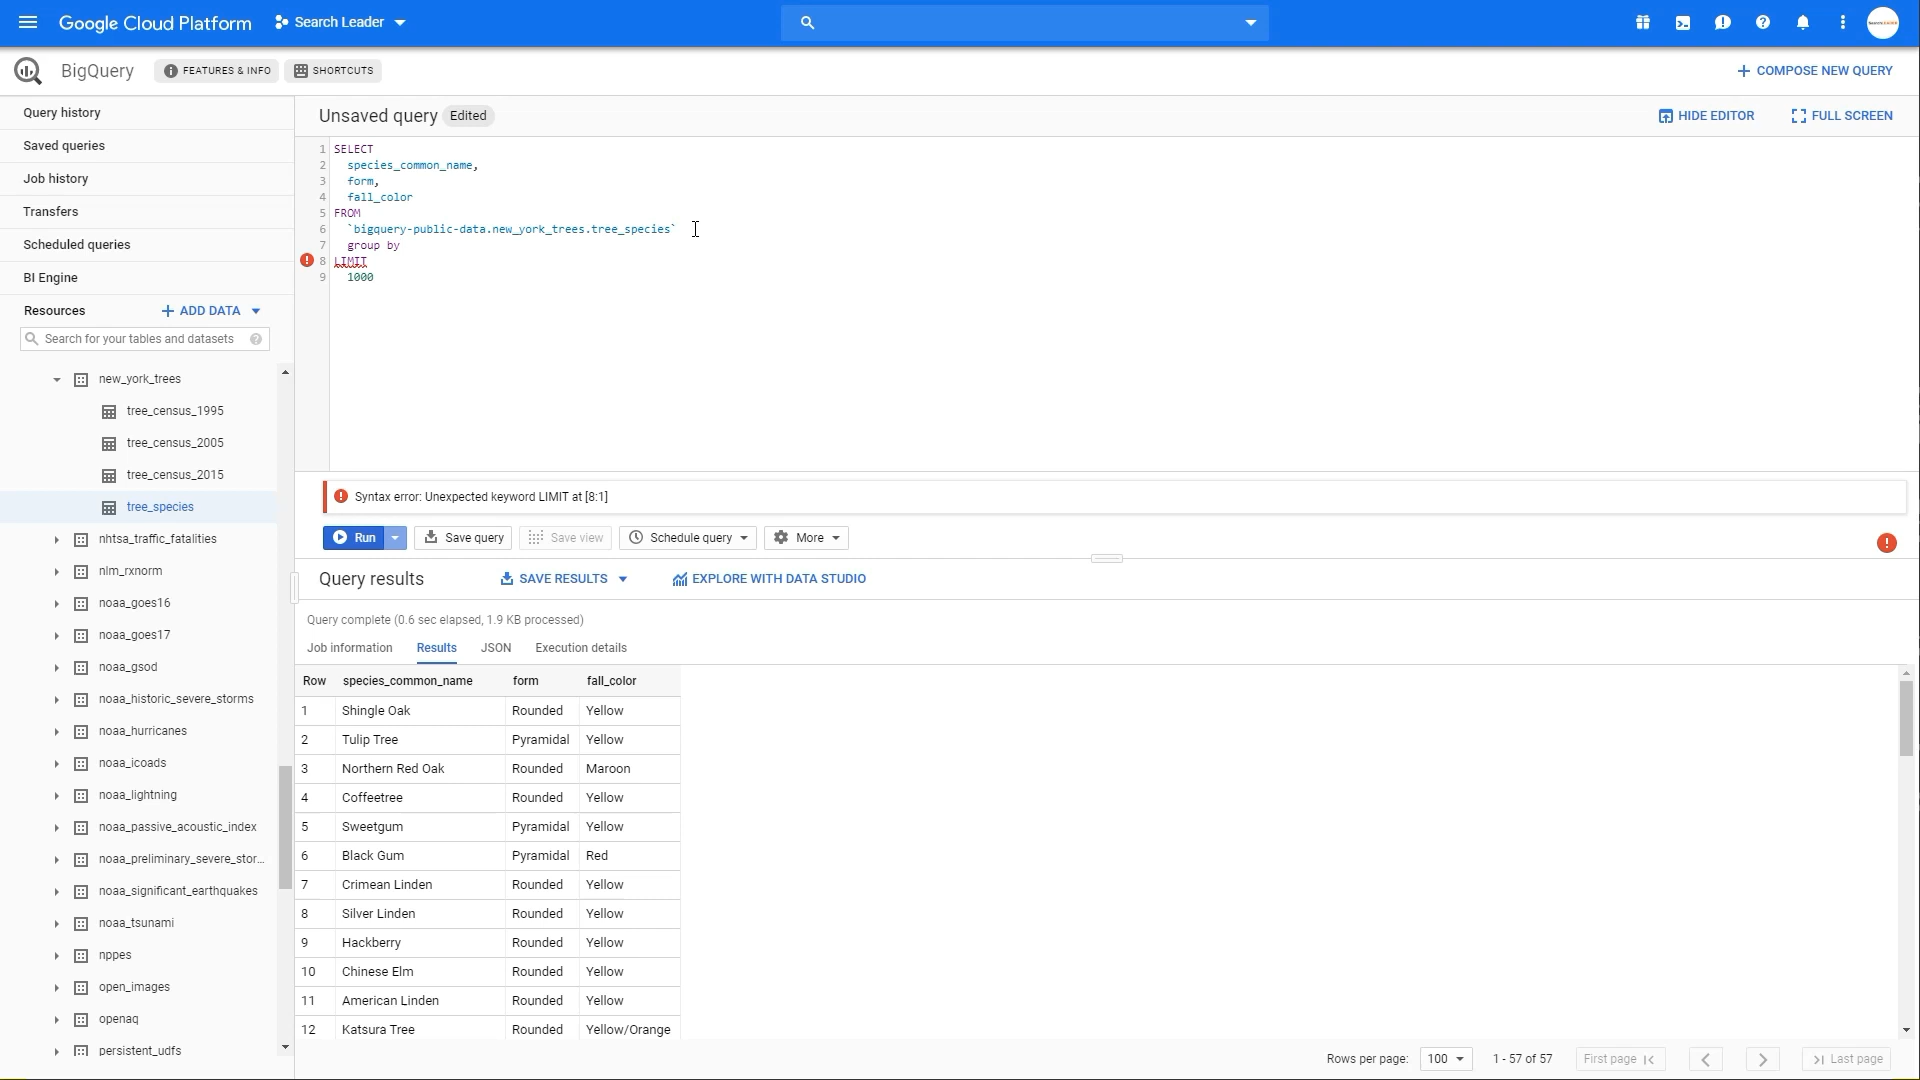 Google Cloud Platform
Search Leader
BigQuery
FEATURES & INFO
SHORTCUTS
COMPOSE NEW QUERY
Query history
Saved queries
Job history
Transfers
Scheduled queries
BI Engine
Resources
ADD DATA
Search for your tables and datasets
new_york_trees
tree_census_1995
tree_census_2005
tree_census_2015
tree_species
nhtsa_traffic_fatalities
nlm_rxnorm
noaa_goes16
noaa_goes17
noaa_gsod
noaa_historic_severe_storms
noaa_hurricanes
noaa_icoads
noaa_lightning
noaa_passive_acoustic_index
noaa_preliminary_severe_stor...
noaa_significant_earthquakes
noaa_tsunami
nppes
open_images
openaq
persistent_udfs
Unsaved query Edited
HIDE EDITOR
FULL SCREEN
1 SELECT
2 species_common_name,
3 form,
4 fall_color
5 FROM
6 `bigquery-public-data.new_york_trees.tree_species`
7 group by
8 LIMIT
9 1000
Syntax error: Unexpected keyword LIMIT at [8:1]
Run
Save query
Save view
Schedule query
More
Query results
SAVE RESULTS
EXPLORE WITH DATA STUDIO
Query complete (0.6 sec elapsed, 1.9 KB processed)
Job information Results JSON Execution details
Row species_common_name form fall_color
1 Shingle Oak Rounded Yellow
2 Tulip Tree Pyramidal Yellow
3 Northern Red Oak Rounded Maroon
4 Coffeetree Rounded Yellow
5 Sweetgum Pyramidal Yellow
6 Black Gum Pyramidal Red
7 Crimean Linden Rounded Yellow
8 Silver Linden Rounded Yellow
9 Hackberry Rounded Yellow
10 Chinese Elm Rounded Yellow
11 American Linden Rounded Yellow
12 Katsura Tree Rounded Yellow/Orange
Rows per page: 100
1 - 57 of 57
First page
Last page